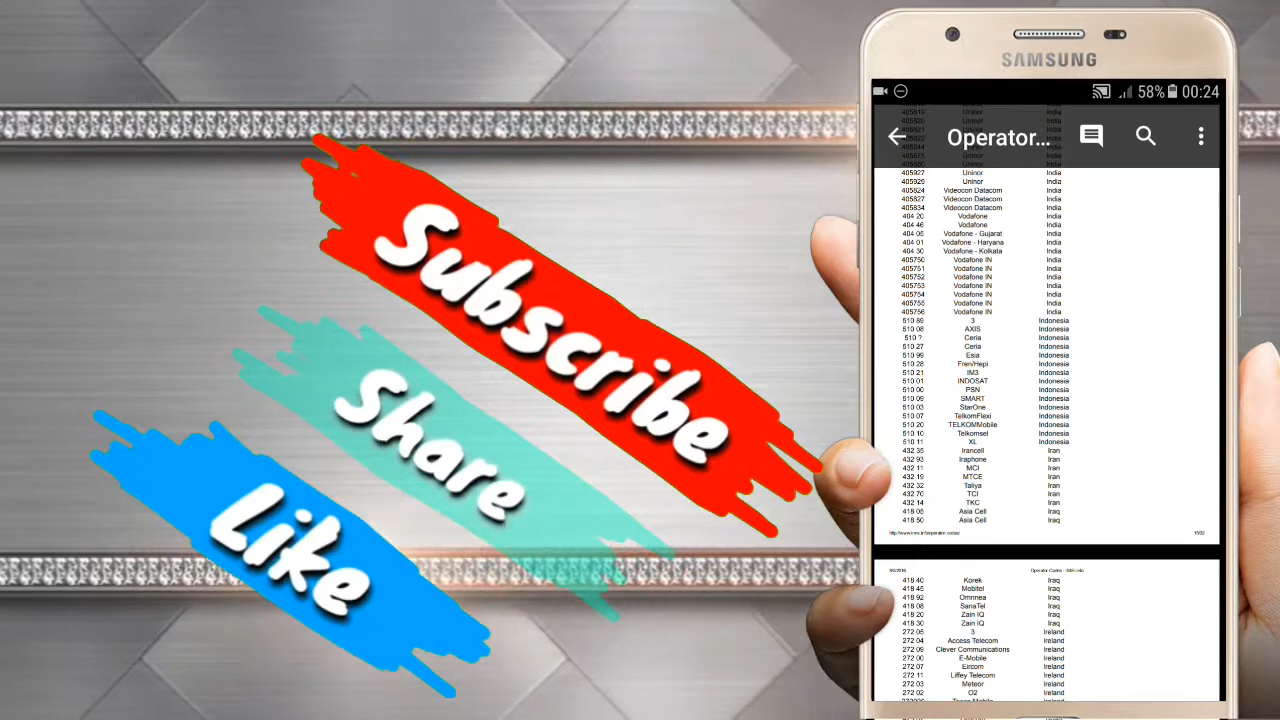 Subscribe
Share
Like
SAMSUNG
58% 00:24
Operator...
405927 Uninor India
405929 Uninor India
405824 Videocon Datacom India
405827 Videocon Datacom India
405834 Videocon Datacom India
404 20 Vodafone India
404 46 Vodafone India
404 05 Vodafone - Gujarat India
404 01 Vodafone - Haryana India
404 30 Vodafone - Kolkata India
405750 Vodafone IN India
405751 Vodafone IN India
405752 Vodafone IN India
405753 Vodafone IN India
405754 Vodafone IN India
405755 Vodafone IN India
405756 Vodafone IN India
510 89 3 Indonesia
510 08 AXIS Indonesia
510 ? Ceria Indonesia
510 27 Ceria Indonesia
510 99 Esia Indonesia
510 28 Fren/Hepi Indonesia
510 21 IM3 Indonesia
510 01 INDOSAT Indonesia
510 00 PSN Indonesia
510 09 SMART Indonesia
510 03 StarOne Indonesia
510 07 TelkomFlexi Indonesia
510 20 TELKOMMobile Indonesia
510 10 Telkomsel Indonesia
510 11 XL Indonesia
432 35 Irancell Iran
432 93 Iraphone Iran
432 11 MCI Iran
432 19 MTCE Iran
432 32 Taliya Iran
432 70 TCI Iran
432 14 TKC Iran
418 05 Asia Cell Iraq
418 50 Asia Cell Iraq
418 40 Korek Iraq
418 45 Mobitel Iraq
418 92 Omnnea Iraq
418 08 SanaTel Iraq
418 20 Zain IQ Iraq
418 30 Zain IQ Iraq
272 05 3 Ireland
272 04 Access Telecom Ireland
272 09 Clever Communications Ireland
272 00 E-Mobile Ireland
272 07 Eircom Ireland
272 11 Liffey Telecom Ireland
272 03 Meteor Ireland
272 02 O2 Ireland